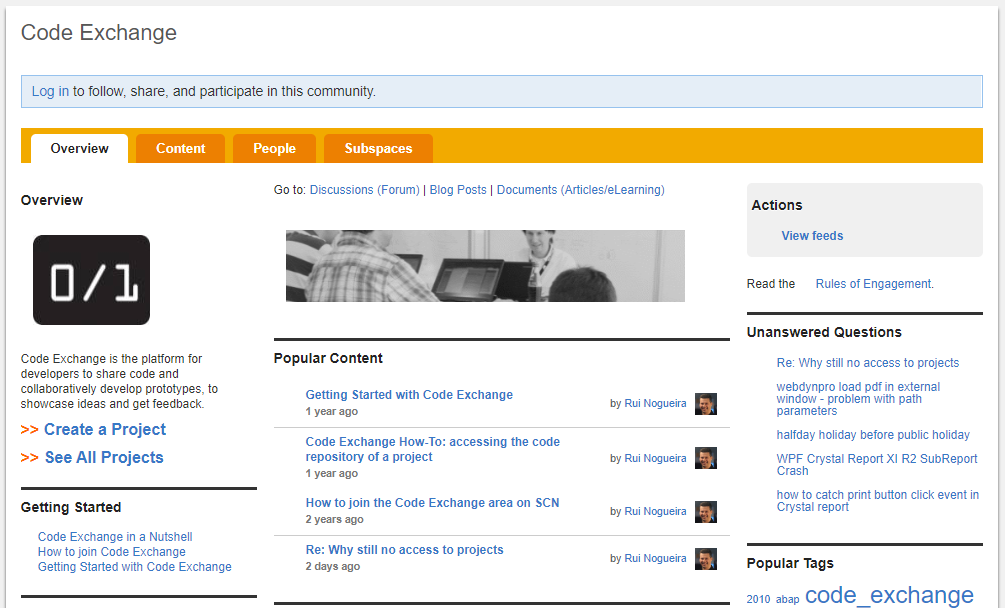 Code Exchange
Log in to follow, share, and participate in this community.
Overview
Content
People
Subspaces
Overview
0/1
Code Exchange is the platform for
developers to share code and
collaboratively develop prototypes, to
showcase ideas and get feedback.
>> Create a Project
>> See All Projects
Getting Started
Code Exchange in a Nutshell
How to join Code Exchange
Getting Started with Code Exchange
Go to: Discussions (Forum) | Blog Posts | Documents (Articles/eLearning)
Popular Content
Getting Started with Code Exchange
1 year ago
by Rui Nogueira
Code Exchange How-To: accessing the code
repository of a project
1 year ago
by Rui Nogueira
How to join the Code Exchange area on SCN
2 years ago
by Rui Nogueira
Re: Why still no access to projects
2 days ago
by Rui Nogueira
Actions
View feeds
Read the Rules of Engagement.
Unanswered Questions
Re: Why still no access to projects
webdynpro load pdf in external
window - problem with path
parameters
halfday holiday before public holiday
WPF Crystal Report XI R2 SubReport
Crash
how to catch print button click event in
Crystal report
Popular Tags
2010 abap code_exchange